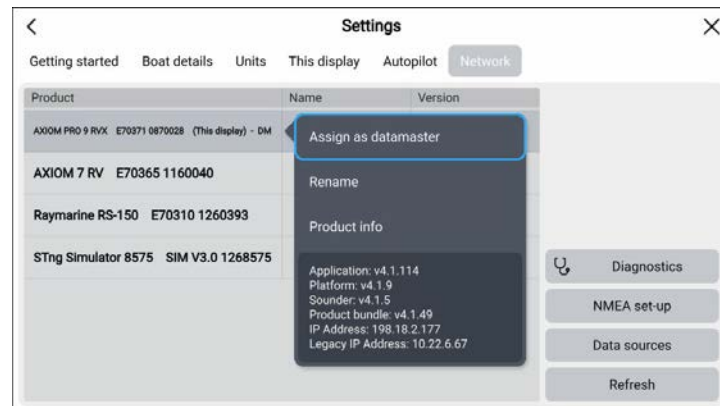 Settings
Getting started Boat details Units This display Autopilot Network
Product Name Version
AXIOM PRO 9 RVX E70371 0870028 (This display) - DM
AXIOM 7 RV E70365 1160040
Raymarine RS-150 E70310 1260393
STng Simulator 8575 SIM V3.0 1268575
Assign as datamaster
Rename
Product info
Application: v4.1.114
Platform: v4.1.9
Sounder: v4.1.5
Product bundle: v4.1.49
IP Address: 198.18.2.177
Legacy IP Address: 10.22.6.67
Diagnostics
NMEA set-up
Data sources
Refresh